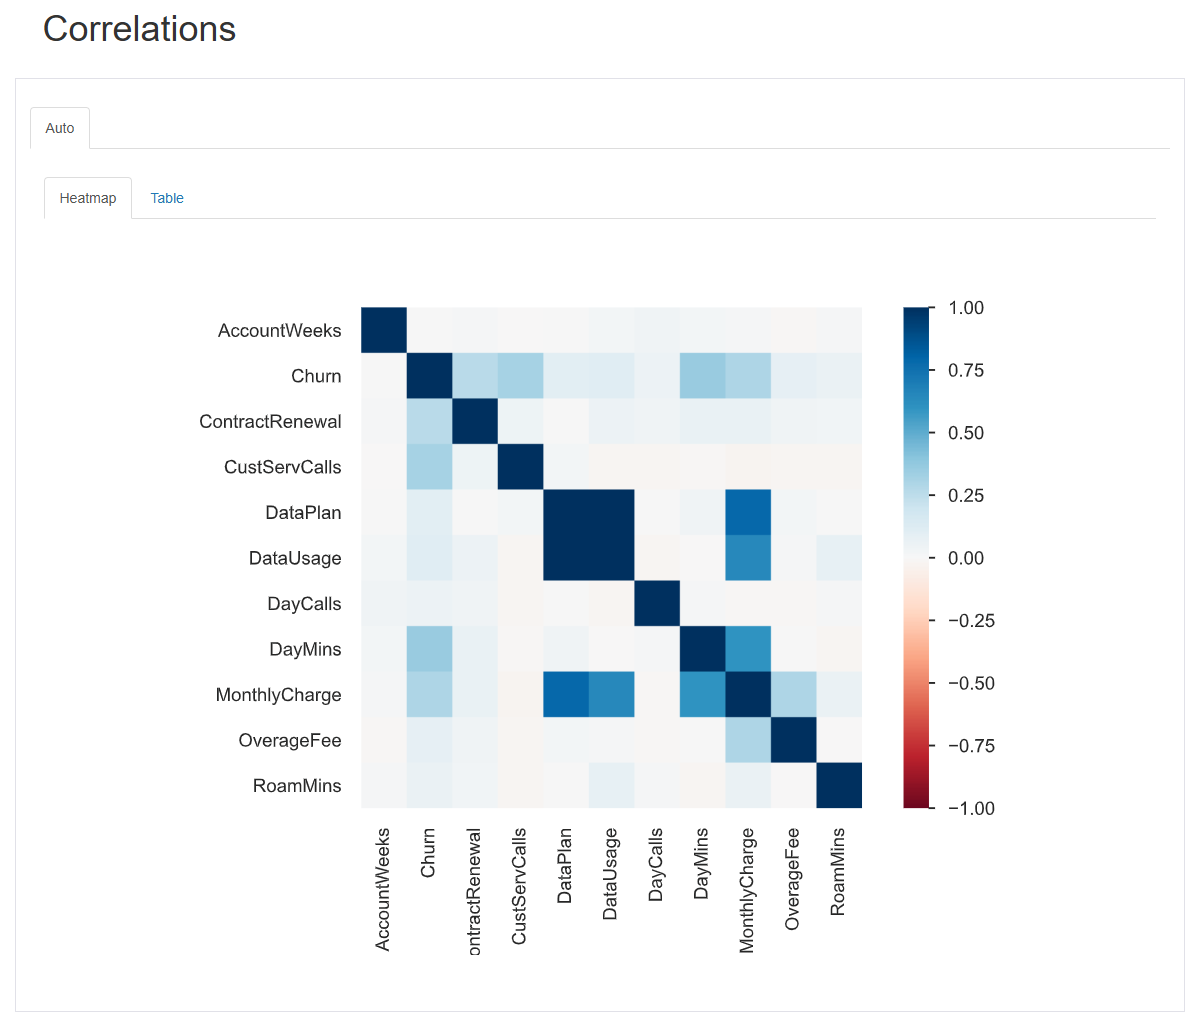 Correlations
Auto
Heatmap Table
AccountWeeks
Churn
ContractRenewal
CustServCalls
DataPlan
DataUsage
DayCalls
DayMins
MonthlyCharge
OverageFee
RoamMins
1.00
0.75
0.50
0.25
0.00
−0.25
−0.50
−0.75
−1.00
AccountWeeks
Churn
ontractRenewal
CustServCalls
DataPlan
DataUsage
DayCalls
DayMins
MonthlyCharge
OverageFee
RoamMins